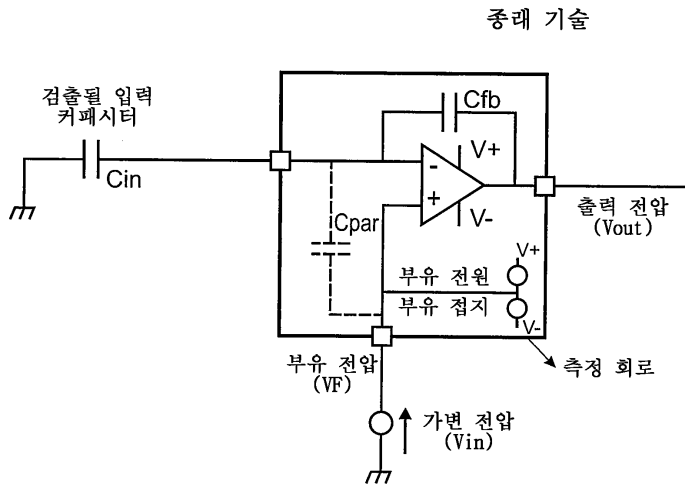 종래 기술
검출될 입력
커패시터
Cin
Cfb
V+
-
+
V-
Cpar
출력 전압
(Vout)
V+
부유 전원
부유 접지
V-
부유 전압
(VF)
측정 회로
가변 전압
(Vin)